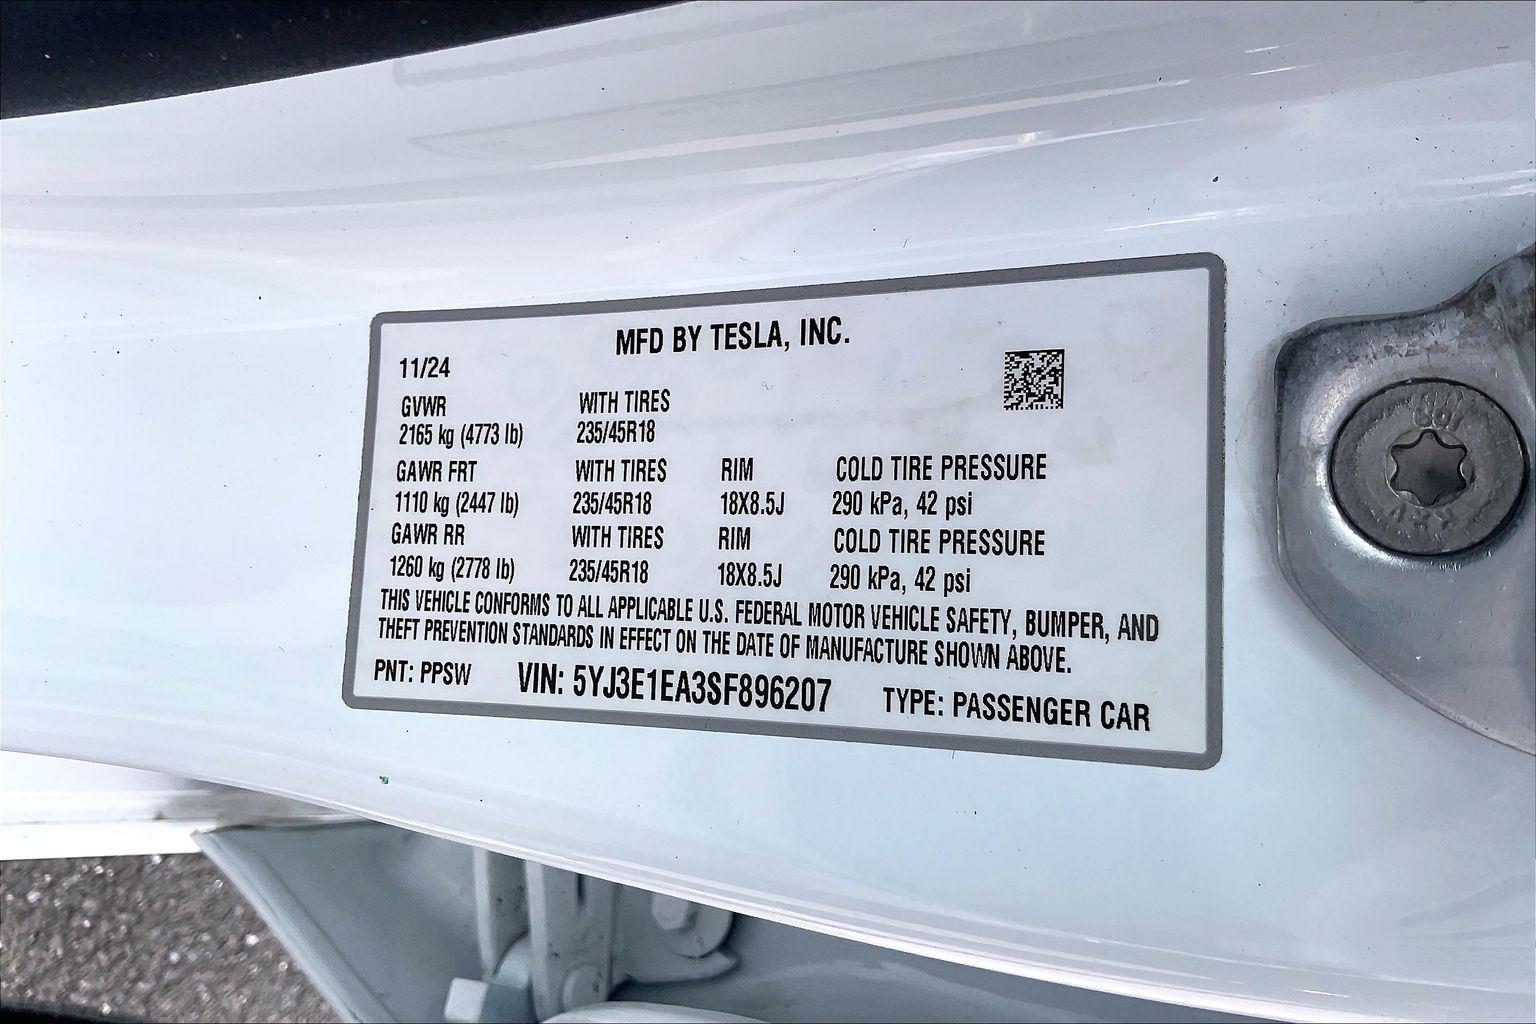 MFD BY TESLA, INC.
11/24
GVWR WITH TIRES
2165 kg (4773 lb) 235/45R18
GAWR FRT WITH TIRES RIM COLD TIRE PRESSURE
1110 kg (2447 lb) 235/45R18 18X8.5J 290 kPa, 42 psi
GAWR RR WITH TIRES RIM COLD TIRE PRESSURE
1260 kg (2778 lb) 235/45R18 18X8.5J 290 kPa, 42 psi
THIS VEHICLE CONFORMS TO ALL APPLICABLE U.S. FEDERAL MOTOR VEHICLE SAFETY, BUMPER, AND
THEFT PREVENTION STANDARDS IN EFFECT ON THE DATE OF MANUFACTURE SHOWN ABOVE.
PNT: PPSW VIN: 5YJ3E1EA3SF896207 TYPE: PASSENGER CAR